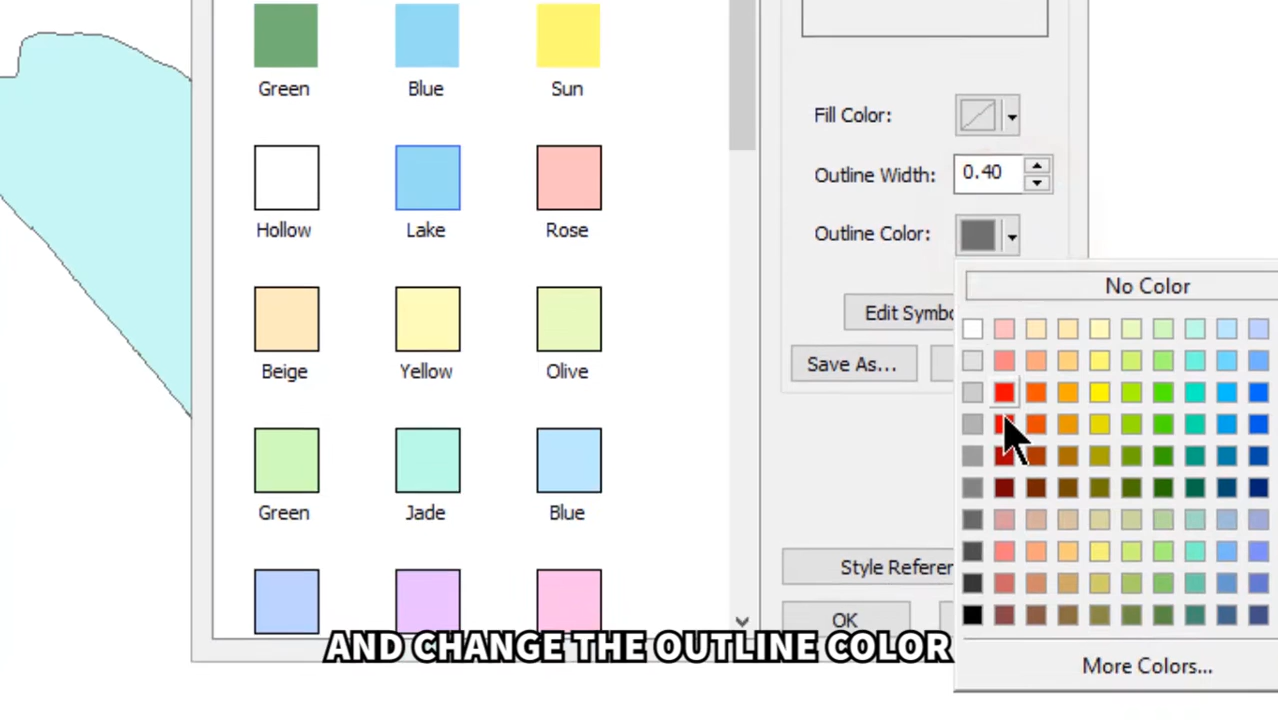 Green Blue Sun
Hollow Lake Rose
Beige Yellow Olive
Green Jade Blue
Fill Color:
Outline Width: 0.40
Outline Color:
No Color
Edit Symbo
Save As...
Style Referer
OK
More Colors...
AND CHANGE THE OUTLINE COLOR